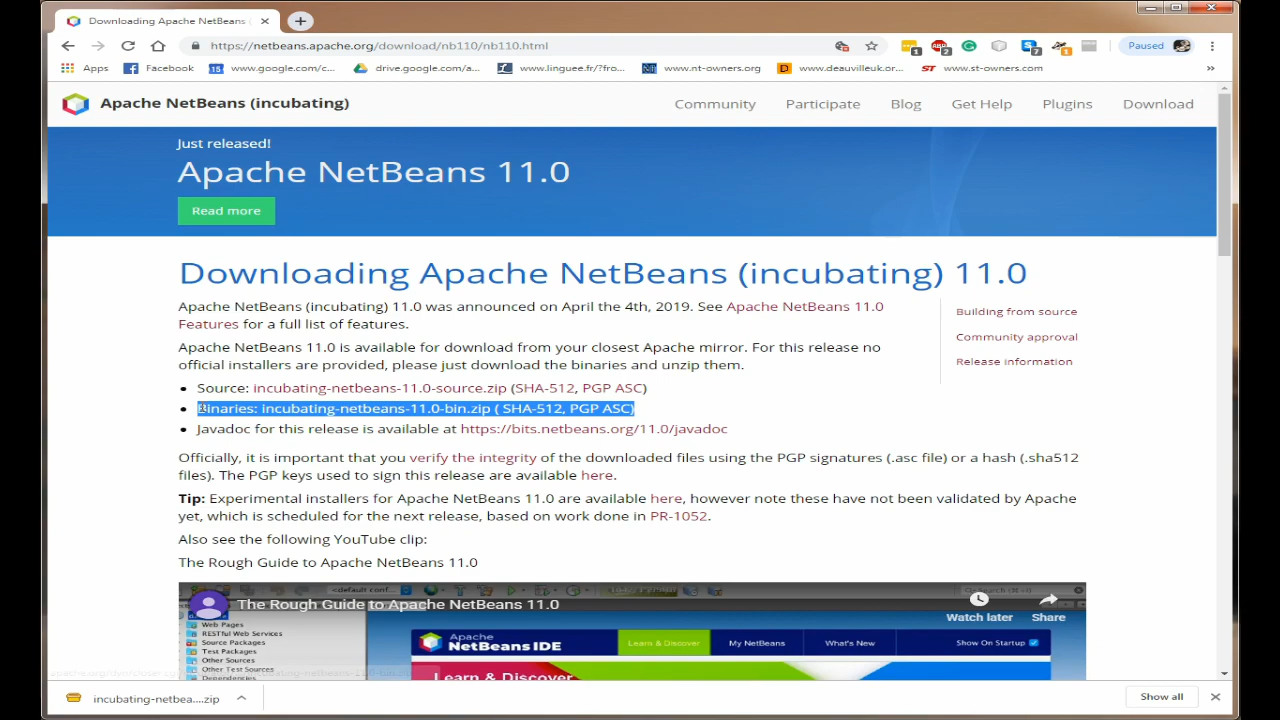 Downloading Apache NetBeans (
https://netbeans.apache.org/download/nb110/nb110.html
1
2
7
1
Paused
Apps
Facebook
15 www.google.com/c...
drive.google.com/a...
www.linguee.it/?fro...
www.nt-owners.org
D www.deauvilleuk.or...
ST www.st-owners.com
»
Apache NetBeans (incubating)
Community
Participate
Blog
Get Help
Plugins
Download
Just released!
Apache NetBeans 11.0
Read more
Downloading Apache NetBeans (incubating) 11.0
Apache NetBeans (incubating) 11.0 was announced on April the 4th, 2019. See Apache NetBeans 11.0
Features for a full list of features.
Building from source
Community approval
Release information
Apache NetBeans 11.0 is available for download from your closest Apache mirror. For this release no
official installers are provided, please just download the binaries and unzip them.
• Source: incubating-netbeans-11.0-source.zip (SHA-512, PGP ASC)
• Binaries: incubating-netbeans-11.0-bin.zip ( SHA-512, PGP ASC)
• Javadoc for this release is available at https://bits.netbeans.org/11.0/javadoc
Officially, it is important that you verify the integrity of the downloaded files using the PGP signatures (.asc file) or a hash (.sha512
files). The PGP keys used to sign this release are available here.
Tip: Experimental installers for Apache NetBeans 11.0 are available here, however note these have not been validated by Apache
yet, which is scheduled for the next release, based on work done in PR-1052.
Also see the following YouTube clip:
The Rough Guide to Apache NetBeans 11.0
<default conf...
The Rough Guide to Apache NetBeans 11.0
Watch later
Share
Web Pages
RESTful Web Services
Source Packages
Test Packages
Other Sources
Other Test Sources
Dependencies
Apache
NetBeans IDE
Learn & Discover
My NetBeans
What's New
Show On Startup
Learn & Discover
incubating-netbea....zip
Show all